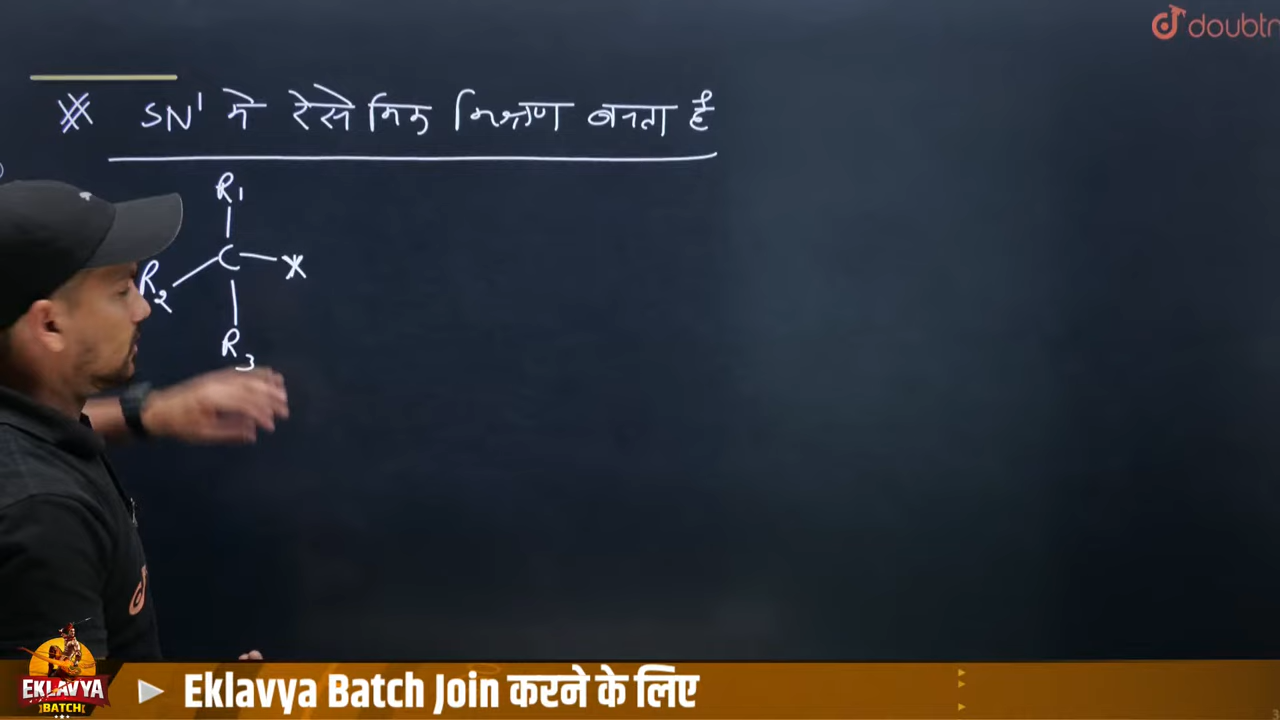 doubtn
※ SN¹ में रेसेमिक मिश्रण बनता है
R₁
C
X
R₂
R₃
EKLAVYA
BATCH
Eklavya Batch Join करने के लिए